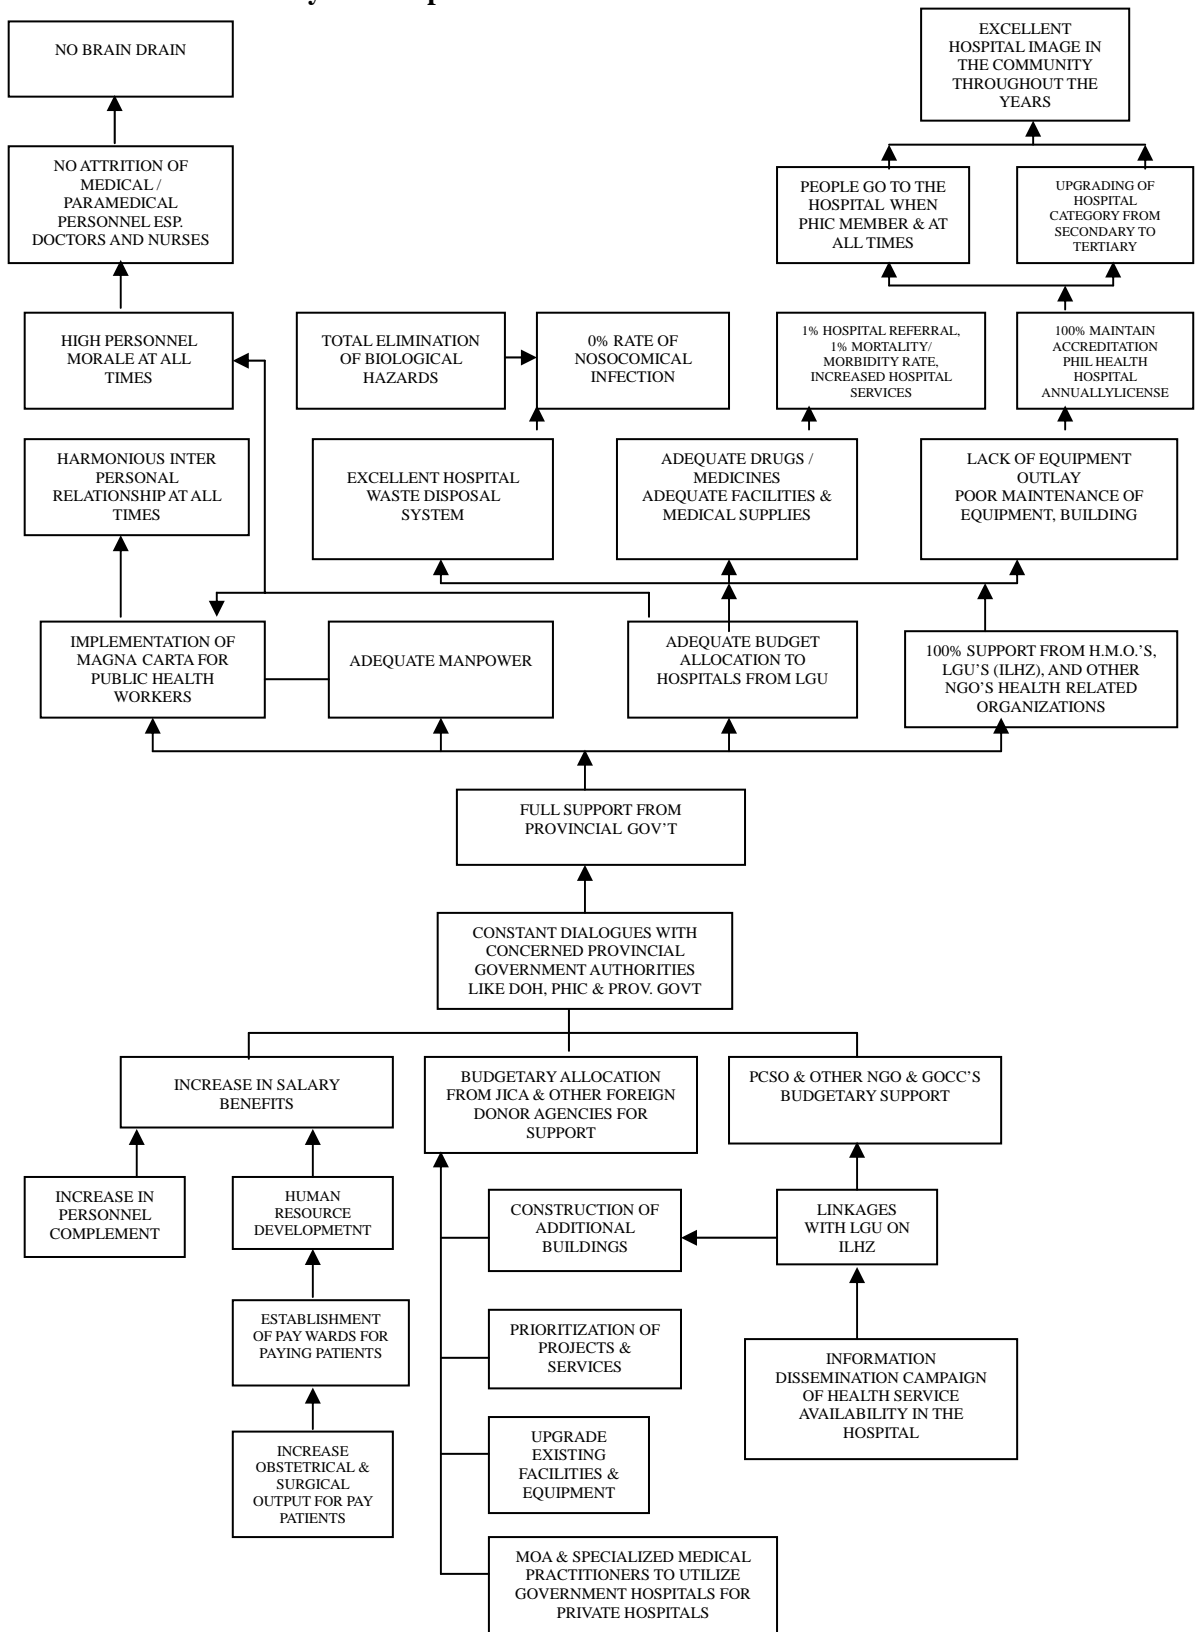 NO BRAIN DRAIN
EXCELLENT
HOSPITAL IMAGE IN
THE COMMUNITY
THROUGHOUT THE
YEARS
NO ATTRITION OF
MEDICAL /
PARAMEDICAL
PERSONNEL ESP.
DOCTORS AND NURSES
PEOPLE GO TO THE
HOSPITAL WHEN
PHIC MEMBER & AT
ALL TIMES
UPGRADING OF
HOSPITAL
CATEGORY FROM
SECONDARY TO
TERTIARY
HIGH PERSONNEL
MORALE AT ALL
TIMES
TOTAL ELIMINATION
OF BIOLOGICAL
HAZARDS
0% RATE OF
NOSOCOMICAL
INFECTION
1% HOSPITAL REFERRAL,
1% MORTALITY/
MORBIDITY RATE,
INCREASED HOSPITAL
SERVICES
100% MAINTAIN
ACCREDITATION
PHIL HEALTH
HOSPITAL
ANNUALLYLICENSE
HARMONIOUS INTER
PERSONAL
RELATIONSHIP AT ALL
TIMES
EXCELLENT HOSPITAL
WASTE DISPOSAL
SYSTEM
ADEQUATE DRUGS /
MEDICINES
ADEQUATE FACILITIES &
MEDICAL SUPPLIES
LACK OF EQUIPMENT
OUTLAY
POOR MAINTENANCE OF
EQUIPMENT, BUILDING
IMPLEMENTATION OF
MAGNA CARTA FOR
PUBLIC HEALTH
WORKERS
ADEQUATE MANPOWER
ADEQUATE BUDGET
ALLOCATION TO
HOSPITALS FROM LGU
100% SUPPORT FROM H.M.O.'S,
LGU'S (ILHZ), AND OTHER
NGO'S HEALTH RELATED
ORGANIZATIONS
FULL SUPPORT FROM
PROVINCIAL GOV'T
CONSTANT DIALOGUES WITH
CONCERNED PROVINCIAL
GOVERNMENT AUTHORITIES
LIKE DOH, PHIC & PROV. GOVT
INCREASE IN SALARY
BENEFITS
BUDGETARY ALLOCATION
FROM JICA & OTHER FOREIGN
DONOR AGENCIES FOR
SUPPORT
PCSO & OTHER NGO & GOCC'S
BUDGETARY SUPPORT
INCREASE IN
PERSONNEL
COMPLEMENT
HUMAN
RESOURCE
DEVELOPMETNT
CONSTRUCTION OF
ADDITIONAL
BUILDINGS
LINKAGES
WITH LGU ON
ILHZ
ESTABLISHMENT
OF PAY WARDS FOR
PAYING PATIENTS
PRIORITIZATION OF
PROJECTS &
SERVICES
INFORMATION
DISSEMINATION CAMPAIGN
OF HEALTH SERVICE
AVAILABILITY IN THE
HOSPITAL
INCREASE
OBSTETRICAL &
SURGICAL
OUTPUT FOR PAY
PATIENTS
UPGRADE
EXISTING
FACILITIES &
EQUIPMENT
MOA & SPECIALIZED MEDICAL
PRACTITIONERS TO UTILIZE
GOVERNMENT HOSPITALS FOR
PRIVATE HOSPITALS